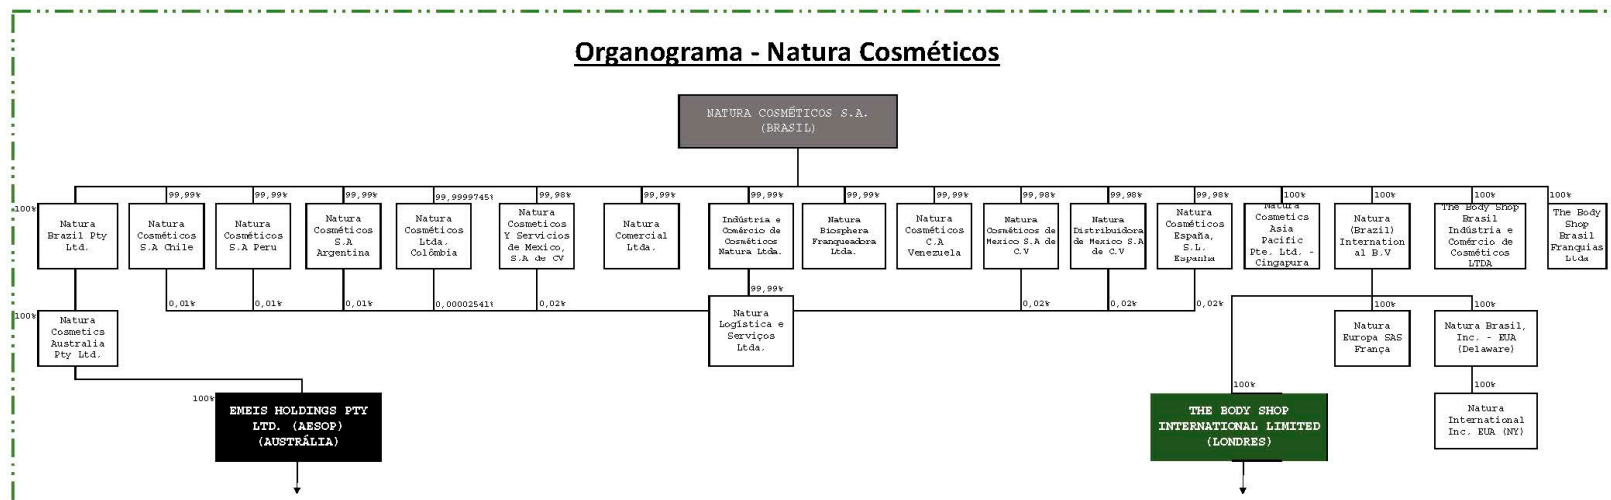 Organograma - Natura Cosméticos
NATURA COSMÉTICOS S.A.
(BRASIL)
100%
99,99%
99,99%
99,99%
99,9999745%
99,98%
99,99%
99,99%
99,99%
99,99%
99,98%
99,98%
99,98%
100%
100%
100%
100%
Natura
Brazil Pty
Ltd.
Natura
Cosméticos
S.A Chile
Natura
Cosméticos
S.A Peru
Natura
Cosméticos
S.A
Argentina
Natura
Cosméticos
Ltda.
Colômbia
Natura
Cosmeticos
Y Servicios
de Mexico,
S.A de CV
Natura
Comercial
Ltda.
Indústria e
Comércio de
Cosméticos
Natura Ltda.
Natura
Biosphera
Franqueadora
Ltda.
Natura
Cosméticos
C.A
Venezuela
Natura
Cosméticos de
Mexico S.A de
C.V
Natura
Distribuidora
de Mexico S.A
de C.V
Natura
Cosméticos
España,
S.L.
Espanha
Natura
Cosmetics
Asia
Pacific
Pte. Ltd. -
Cingapura
Natura
(Brazil)
Internation
al B.V
The Body Shop
Brasil
Indústria e
Comércio de
Cosméticos
LTDA
The Body
Shop
Brasil
Franquias
Ltda
0,01%
0,01%
0,01%
0,00002541%
0,02%
99,99%
0,02%
0,02%
0,02%
100%
100%
100%
Natura
Cosmetics
Australia
Pty Ltd.
Natura
Logística e
Serviços
Ltda.
Natura
Europa SAS
França
Natura Brasil,
Inc. - EUA
(Delaware)
100%
100%
100%
EMEIS HOLDINGS PTY
LTD. (AESOP)
(AUSTRÁLIA)
THE BODY SHOP
INTERNATIONAL LIMITED
(LONDRES)
Natura
International
Inc. EUA (NY)